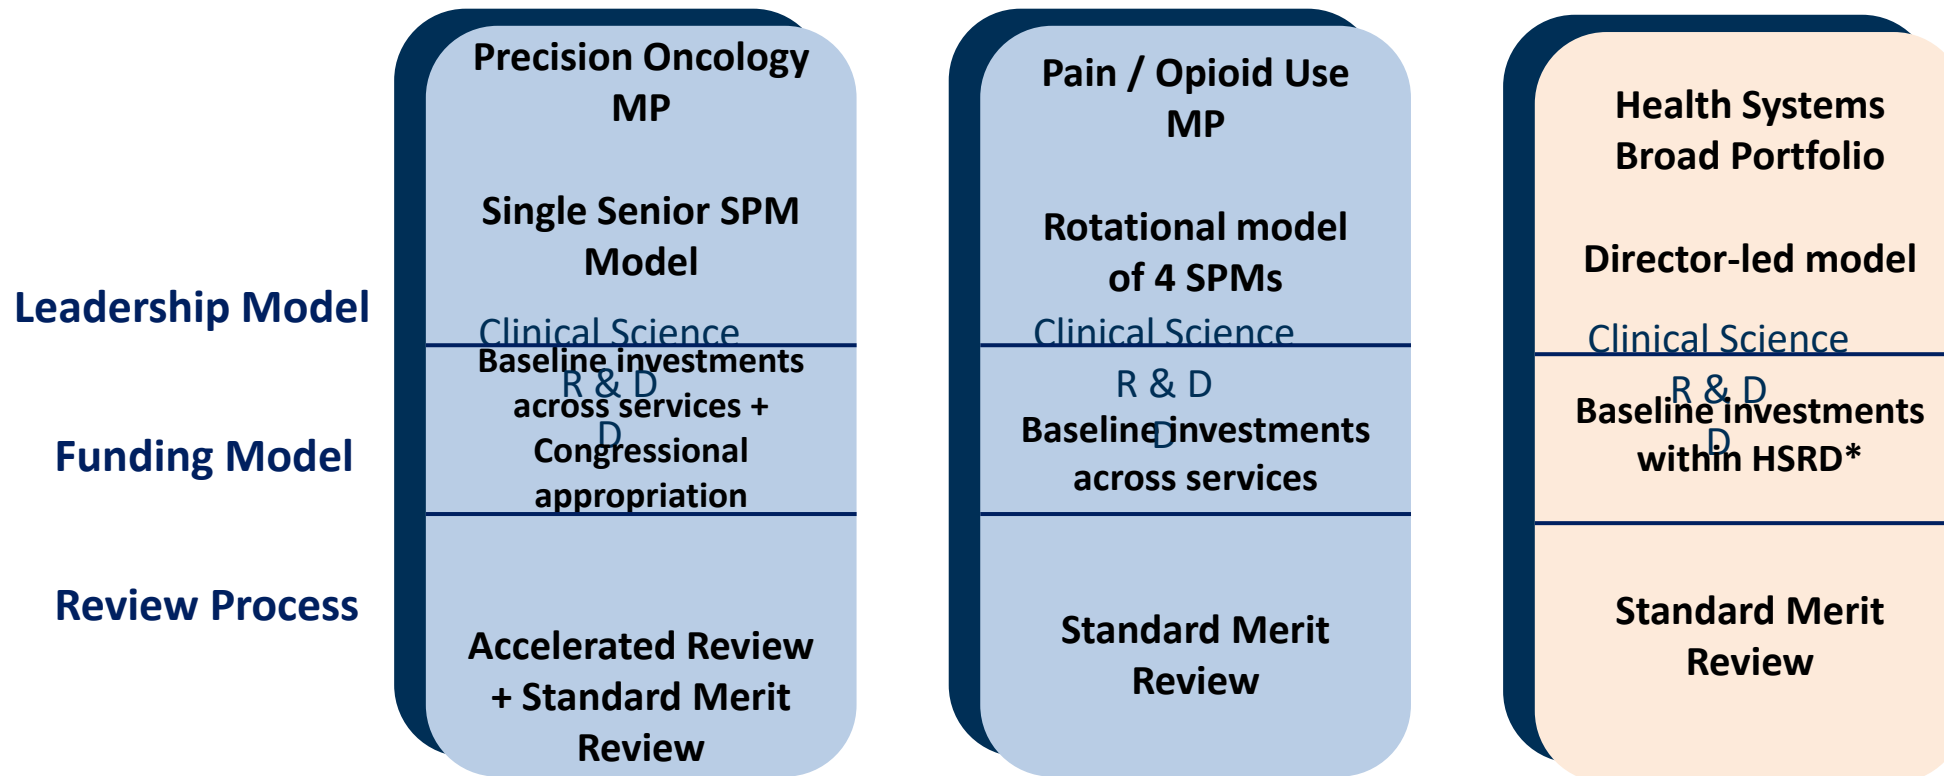 Leadership Model
Funding Model
Review Process
Precision Oncology
MP
Single Senior SPM
Model
Clinical Science
R & D
D
Baseline investments
across services +
Congressional
appropriation
Accelerated Review
+ Standard Merit
Review
Pain / Opioid Use
MP
Rotational model
of 4 SPMs
Clinical Science
R & D
D
Baseline investments
across services
Standard Merit
Review
Health Systems
Broad Portfolio
Director-led model
Clinical Science
R & D
D
Baseline investments
within HSRD*
Standard Merit
Review